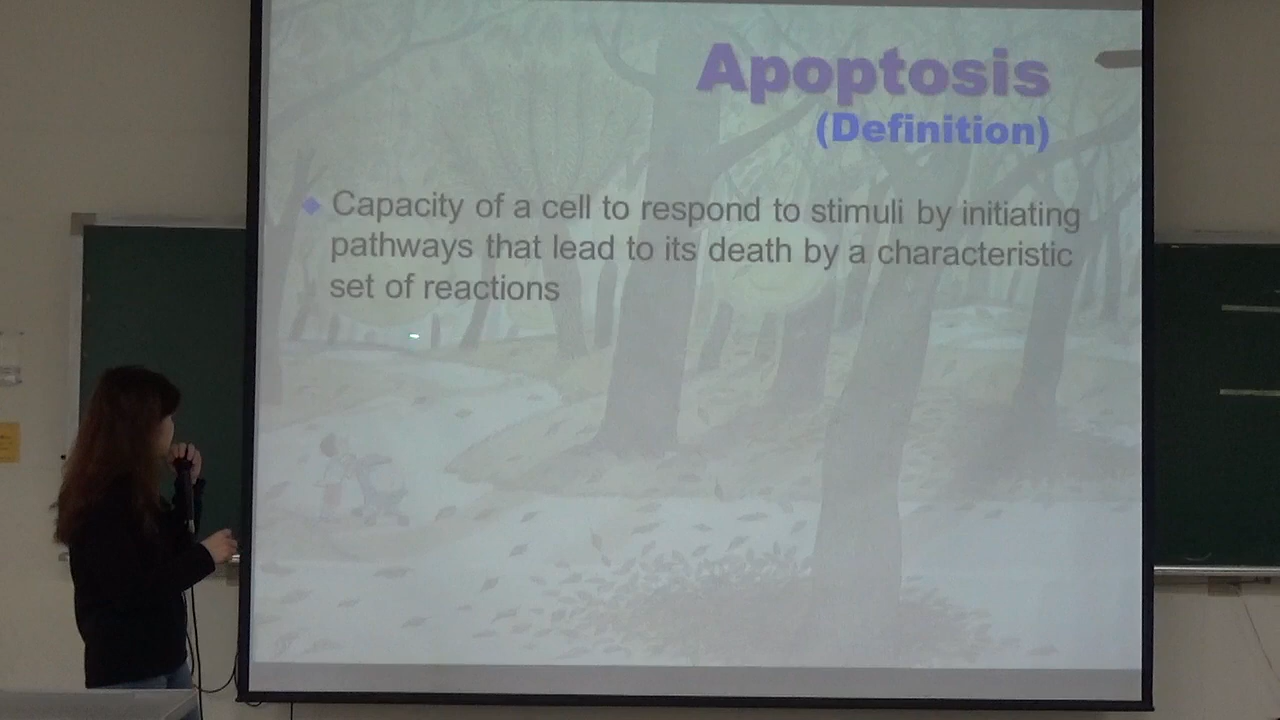 Apoptosis
(Definition)
Capacity of a cell to respond to stimuli by initiating
pathways that lead to its death by a characteristic
set of reactions